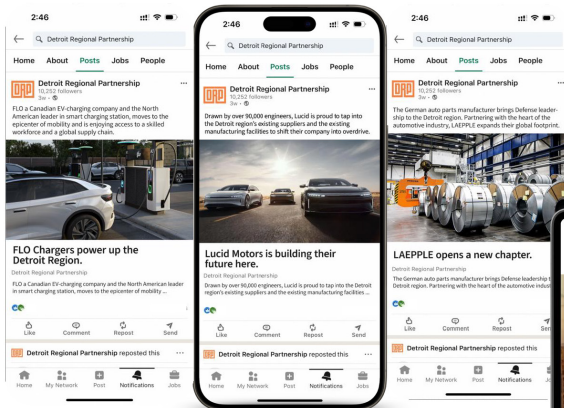 2:46
Detroit Regional Partnership
Home About Posts Jobs People
DRP
Detroit Regional Partnership
10,252 followers
3w •
FLO a Canadian EV-charging company and the North
American leader in smart charging station, moves to the
epicenter of mobility and is enjoying access to a skilled
workforce and a global supply chain.
FLO Chargers power up the
Detroit Region.
Detroit Regional Partnership
FLO a Canadian EV-charging company and the North American leader
in smart charging station, moves to the epicenter of mobility ...
Like Comment Repost Send
DRP Detroit Regional Partnership reposted this
Home My Network Post Notifications Jobs
2:46
Detroit Regional Partnership
Home About Posts Jobs People
DRP
Detroit Regional Partnership
10,252 followers
3w •
Drawn by over 90,000 engineers, Lucid is proud to tap into
the Detroit region's existing suppliers and the existing
manufacturing facilities to shift their company into overdrive.
Lucid Motors is building their
future here.
Detroit Regional Partnership
Drawn by over 90,000 engineers, Lucid is proud to tap into the Detroit
region's existing suppliers and the existing manufacturing facilities ...
Like Comment Repost Send
DRP Detroit Regional Partnership reposted this
Home My Network Post Notifications Jobs
2:46
Detroit Regional Partnership
Home About Posts Jobs People
DRP
Detroit Regional Partnership
10,252 followers
3w •
The German auto parts manufacturer brings Defense leader-
ship to the Detroit region. Partnering with the heart of the
automotive industry, LAEPPLE expands their global footprint.
LAEPPLE opens a new chapter.
Detroit Regional Partnership
The German auto parts manufacturer brings Defense leadership
Detroit Region. Partnering with the heart of the automotive
Like Comment Repost Send
DRP Detroit Regional Partnership reposted this
Home My Network Post Notifications